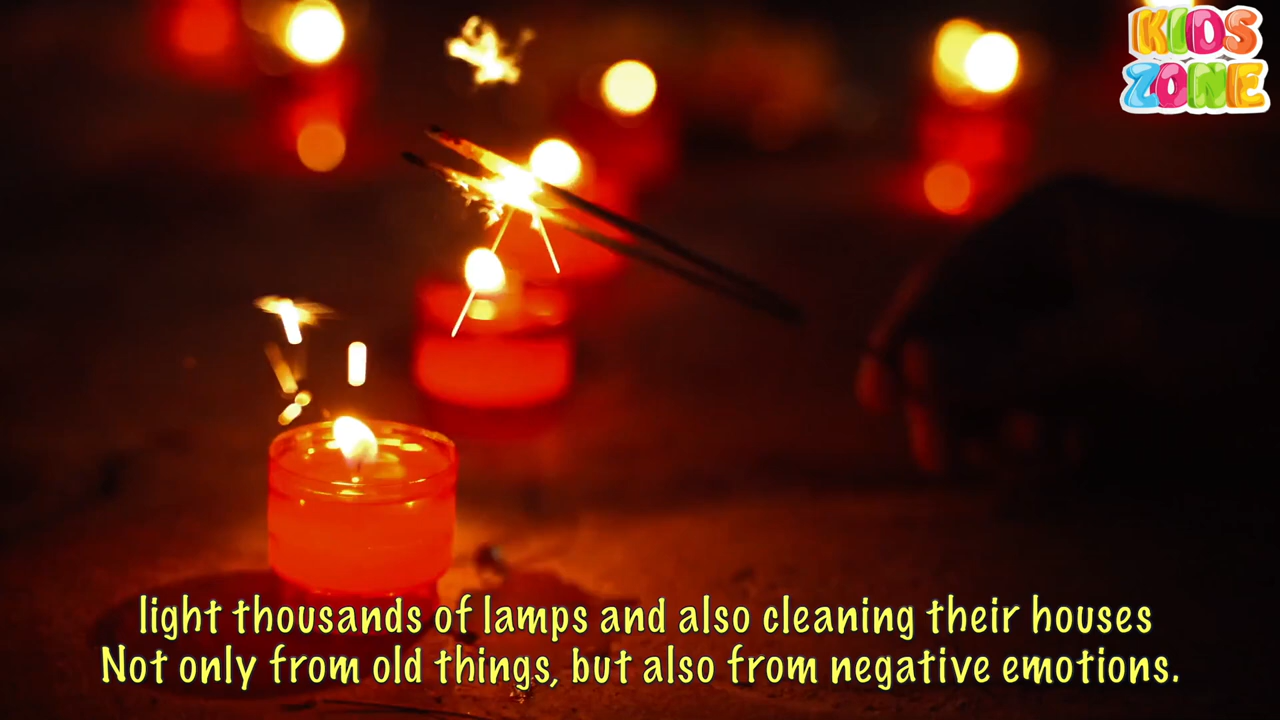 KIDS
ZONE
light thousands of lamps and also cleaning their houses
Not only from old things, but also from negative emotions.